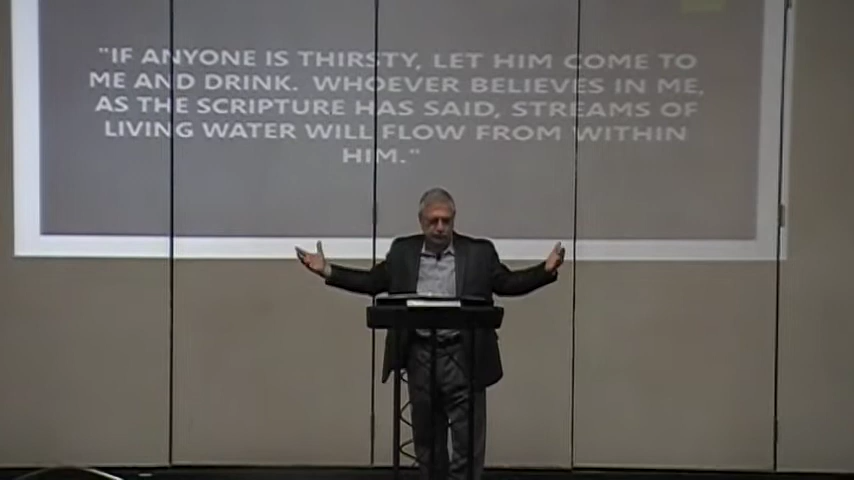 "IF ANYONE IS THIRSTY, LET HIM COME TO
ME AND DRINK. WHOEVER BELIEVES IN ME,
AS THE SCRIPTURE HAS SAID, STREAMS OF
LIVING WATER WILL FLOW FROM WITHIN
HIM."